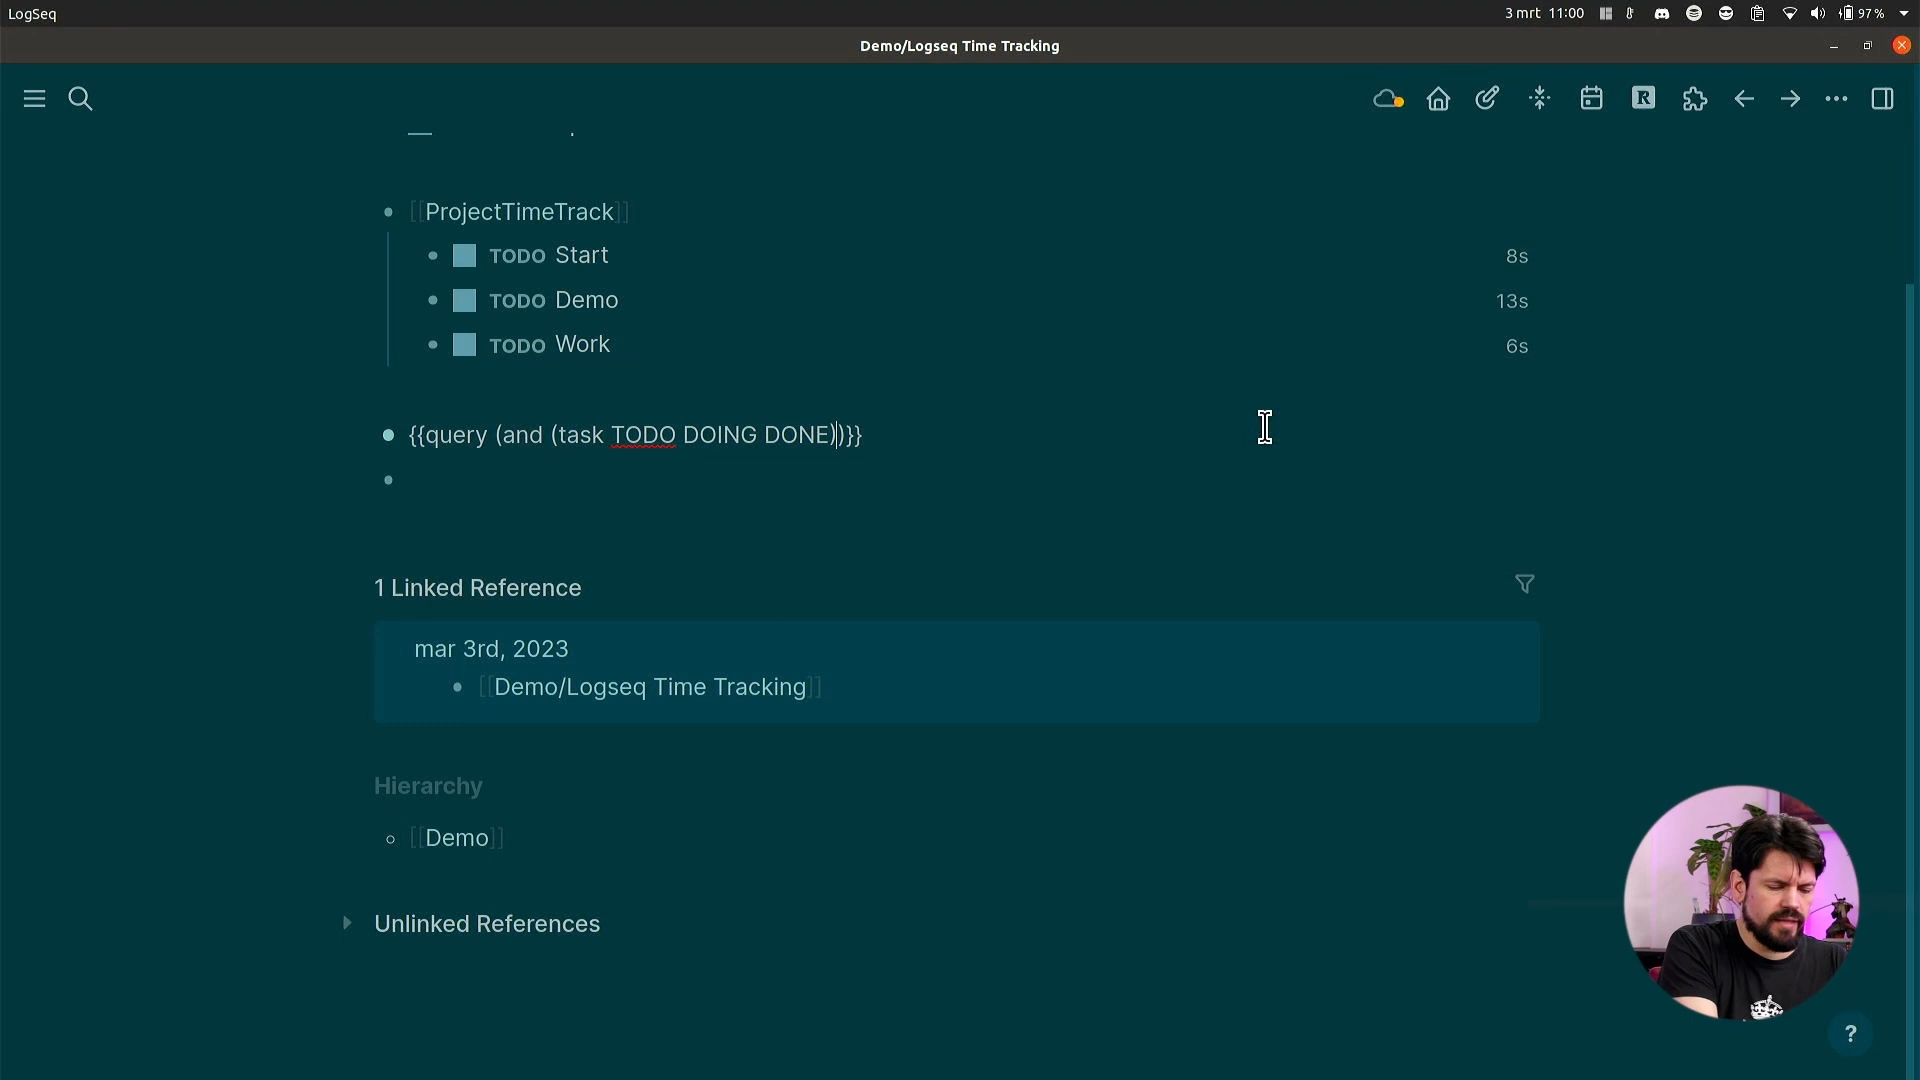 LogSeq
3 mrt 11:00
97 %
Demo/Logseq Time Tracking
R
[[ProjectTimeTrack]]
TODO Start 8s
TODO Demo 13s
TODO Work 6s
{{query (and (task TODO DOING DONE))}}
1 Linked Reference
mar 3rd, 2023
[[Demo/Logseq Time Tracking]]
Hierarchy
[[Demo]]
Unlinked References
?